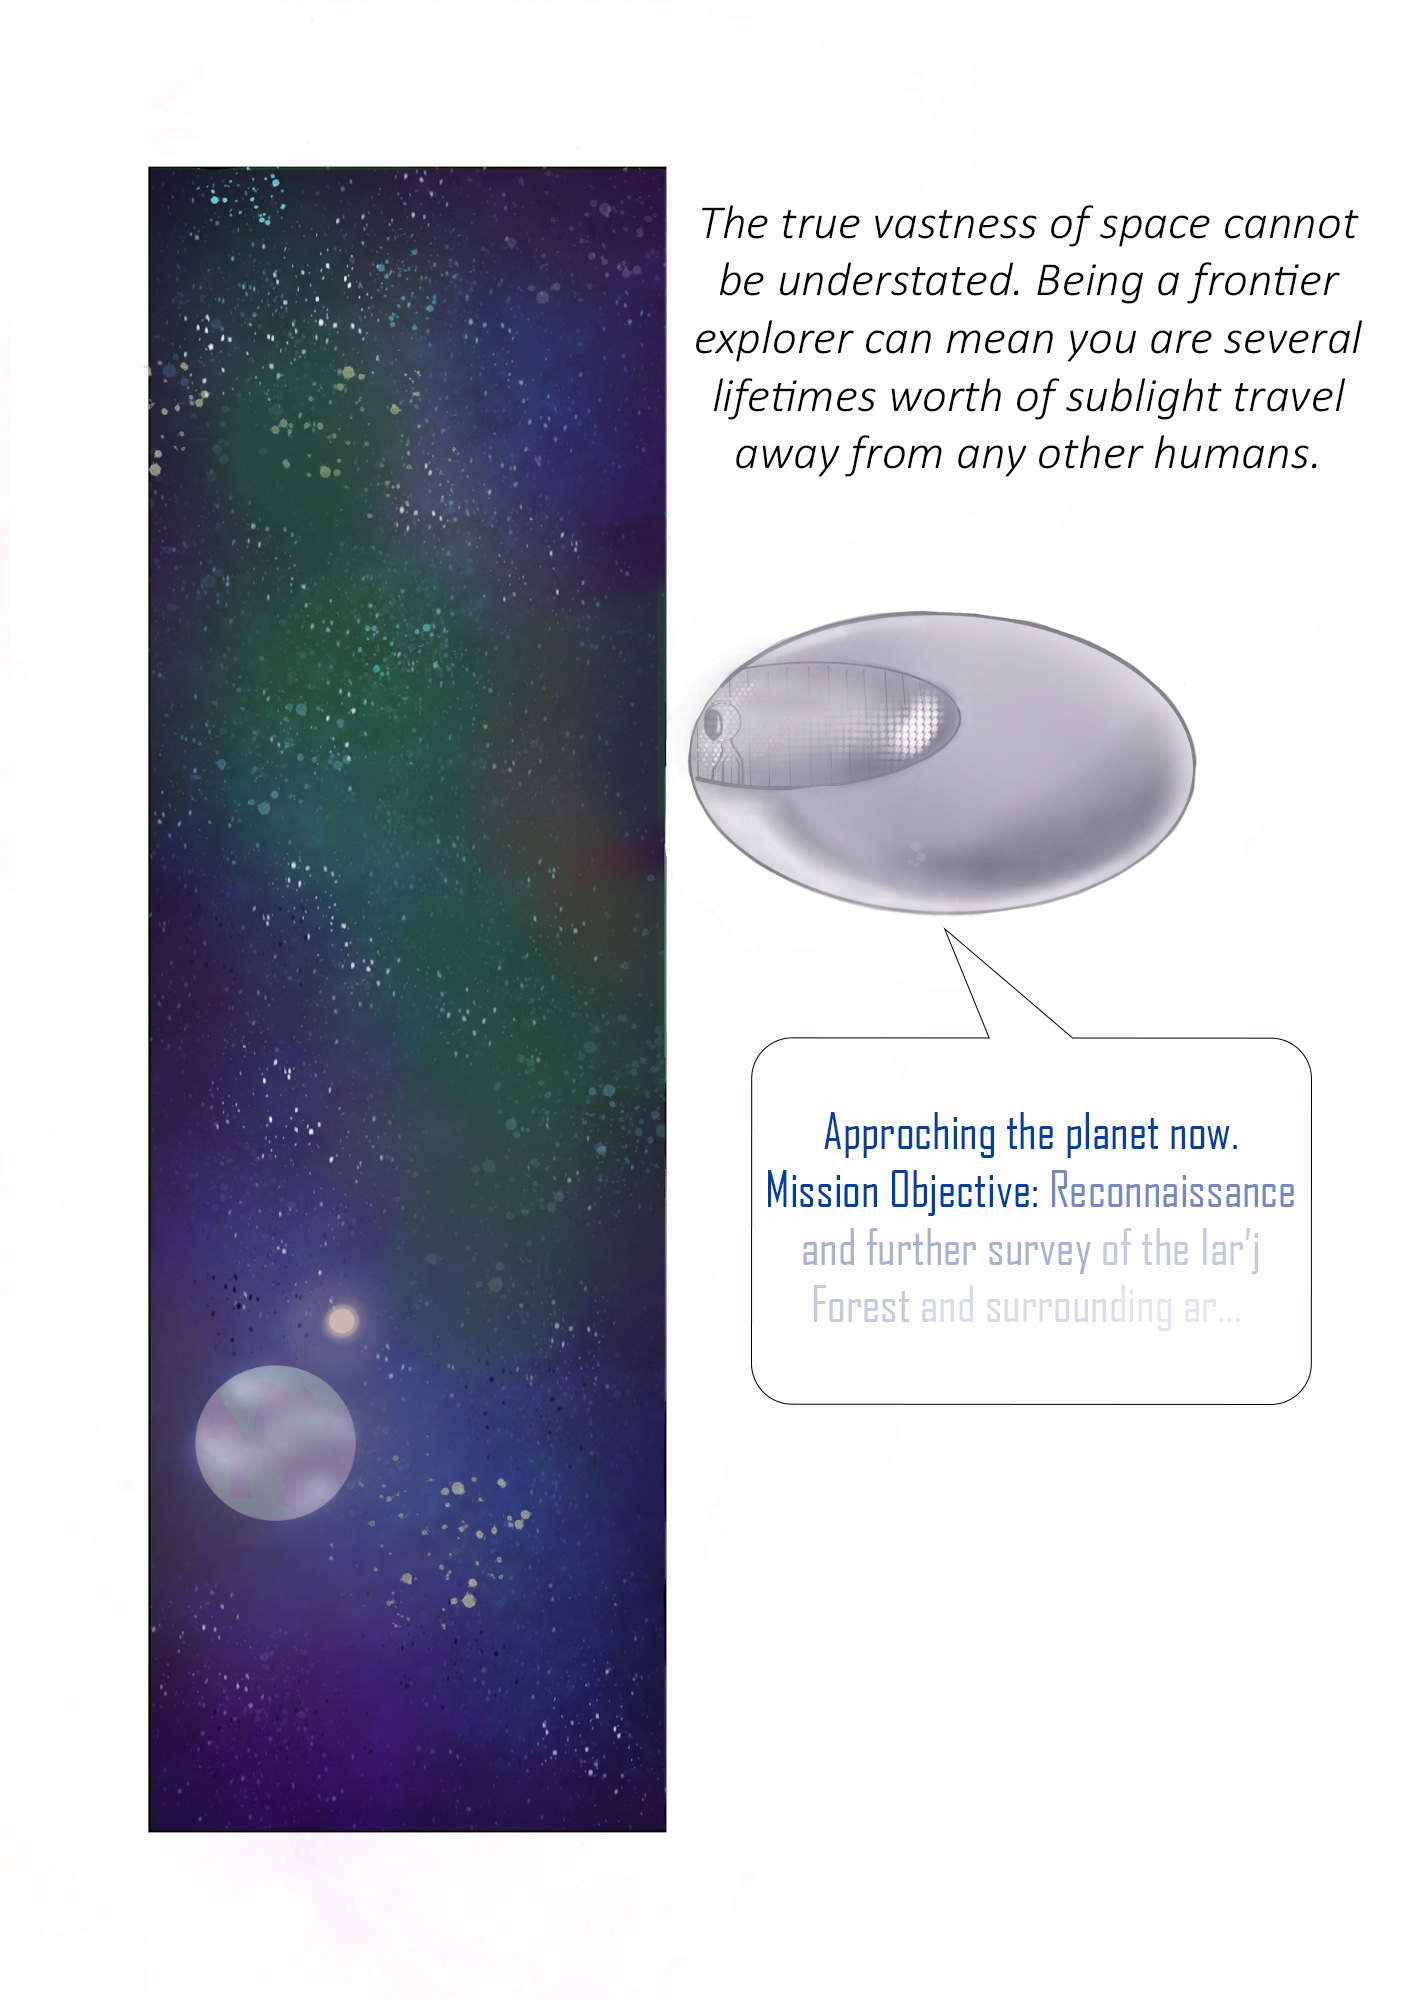 The true vastness of space cannot
be understated. Being a frontier
explorer can mean you are several
lifetimes worth of sublight travel
away from any other humans.
Approching the planet now.
Mission Objective: Reconnaissance
and further survey of the Iar'j
Forest and surrounding ar...